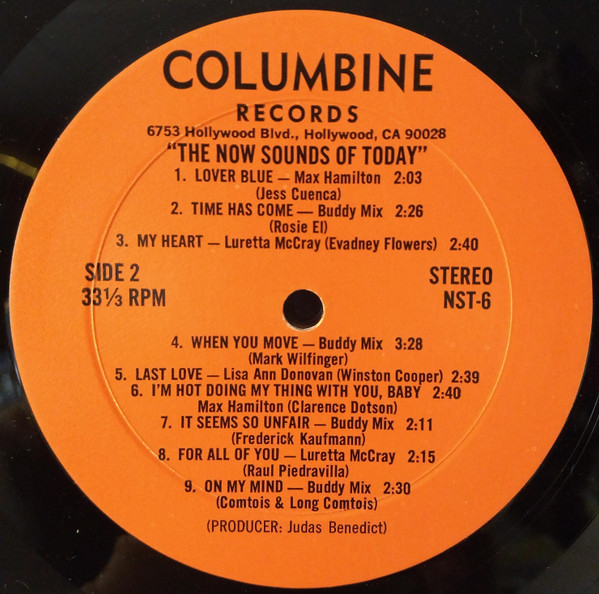 COLUMBINE
RECORDS
6753 Hollywood Blvd., Hollywood, CA 90028
"THE NOW SOUNDS OF TODAY"
1. LOVER BLUE — Max Hamilton 2:03
(Jess Cuenca)
2. TIME HAS COME — Buddy Mix 2:26
(Rosie El)
3. MY HEART — Luretta McCray (Evadney Flowers) 2:40
SIDE 2
33⅓ RPM
STEREO
NST-6
4. WHEN YOU MOVE — Buddy Mix 3:28
(Mark Wilfinger)
5. LAST LOVE — Lisa Ann Donovan (Winston Cooper) 2:39
6. I'M HOT DOING MY THING WITH YOU, BABY 2:40
Max Hamilton (Clarence Dotson)
7. IT SEEMS SO UNFAIR — Buddy Mix 2:11
(Frederick Kaufmann)
8. FOR ALL OF YOU — Luretta McCray 2:15
(Raul Piedravilla)
9. ON MY MIND — Buddy Mix 2:30
(Comtois & Long Comtois)
(PRODUCER: Judas Benedict)